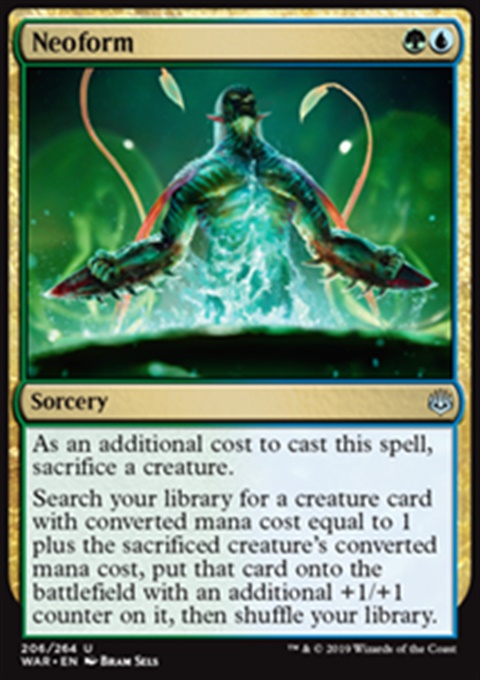 Neoform
Sorcery
As an additional cost to cast this spell,
sacrifice a creature.
Search your library for a creature card
with converted mana cost equal to 1
plus the sacrificed creature's converted
mana cost, put that card onto the
battlefield with an additional +1/+1
counter on it, then shuffle your library.
206/264 U
WAR • EN Bram Sels
™ & © 2019 Wizards of the Coast